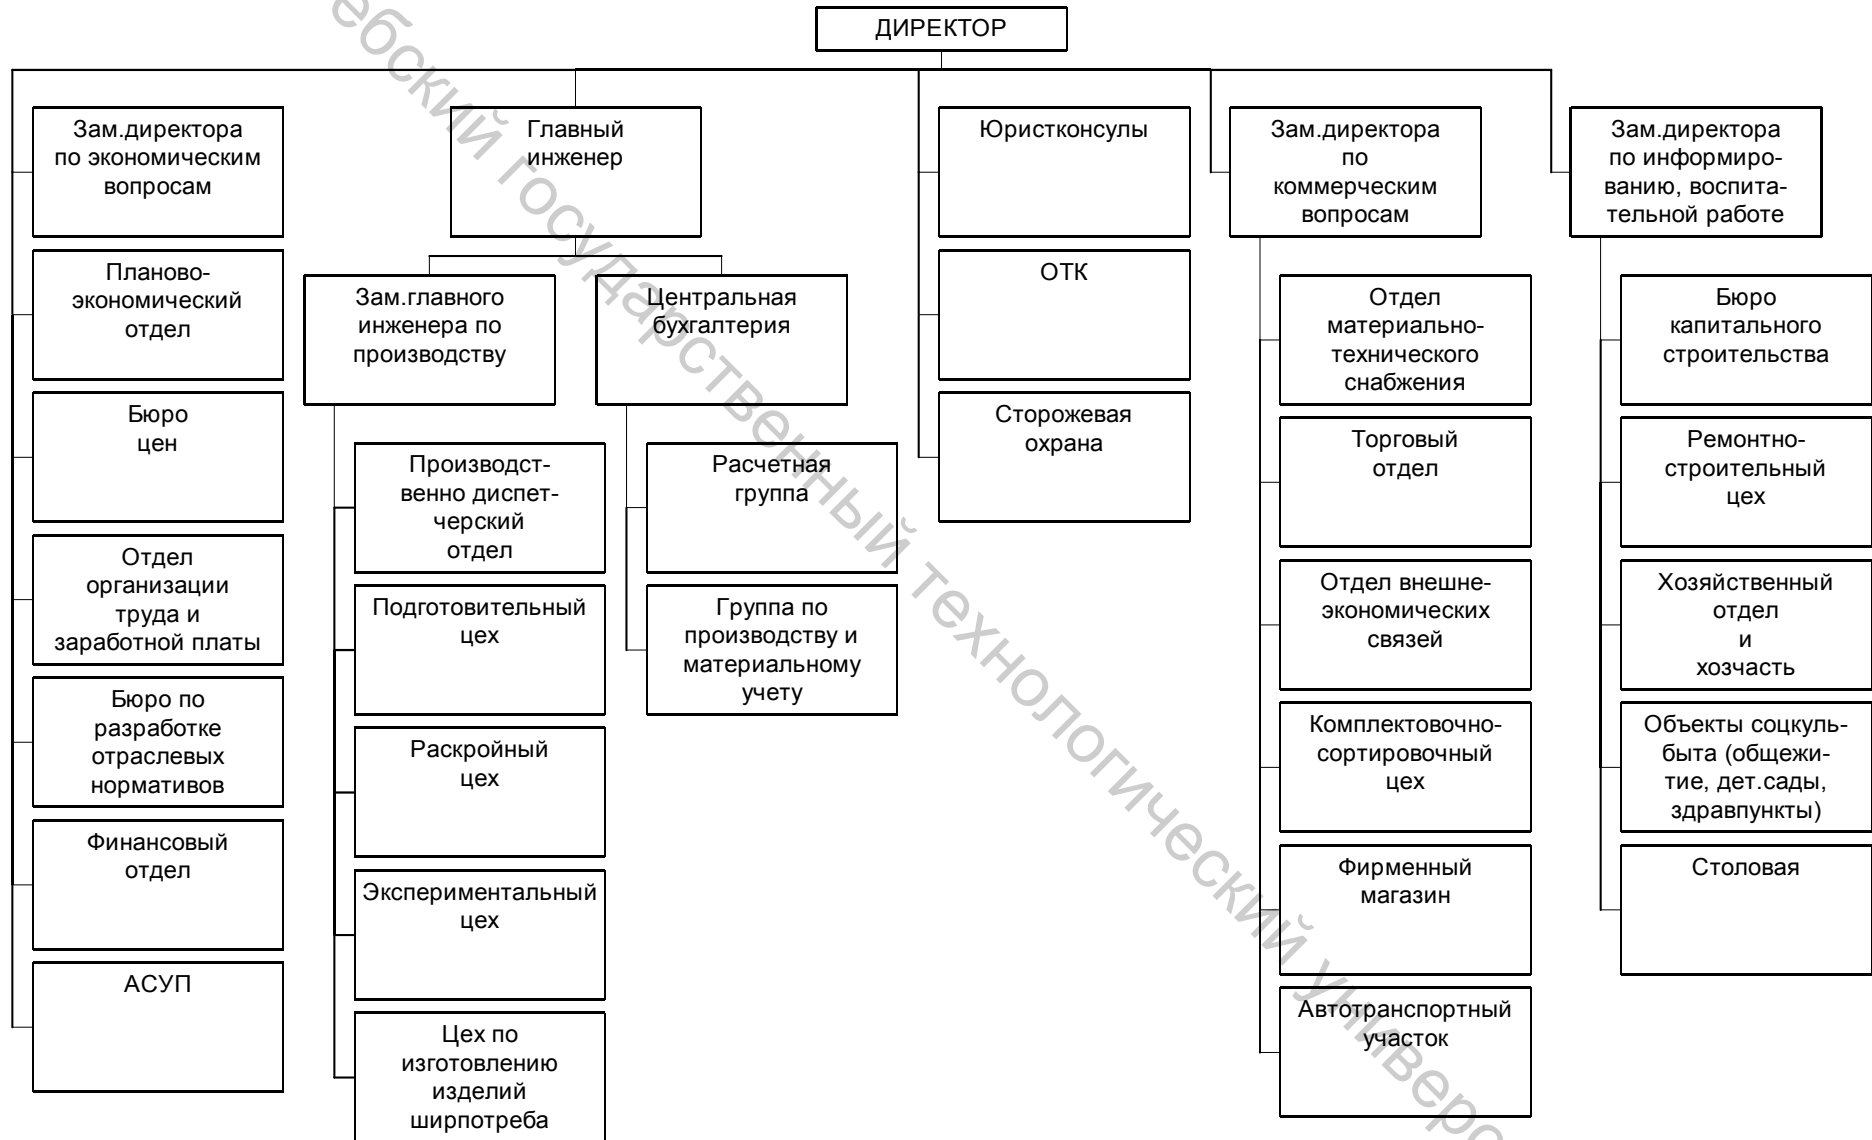 ДИРЕКТОР
Зам.директора
по экономическим
вопросам
Планово-
экономический
отдел
Бюро
цен
Отдел
организации
труда и
заработной платы
Бюро по
разработке
отраслевых
нормативов
Финансовый
отдел
АСУП
Главный
инженер
Зам.главного
инженера по
производству
Производст-
венно диспет-
черский
отдел
Подготовительный
цех
Раскройный
цех
Экспериментальный
цех
Цех по
изготовлению
изделий
ширпотреба
Центральная
бухгалтерия
Расчетная
группа
Группа по
производству и
материальному
учету
Юристконсулы
ОТК
Сторожевая
охрана
Зам.директора
по
коммерческим
вопросам
Отдел
материально-
технического
снабжения
Торговый
отдел
Отдел внешне-
экономических
связей
Комплектовочно-
сортировочный
цех
Фирменный
магазин
Автотранспортный
участок
Зам.директора
по информиро-
ванию, воспита-
тельной работе
Бюро
капитального
строительства
Ремонтно-
строительный
цех
Хозяйственный
отдел
и
хозчасть
Объекты соцкуль-
быта (общежи-
тие, дет.сады,
здравпункты)
Столовая
ебский государственный технологический универс